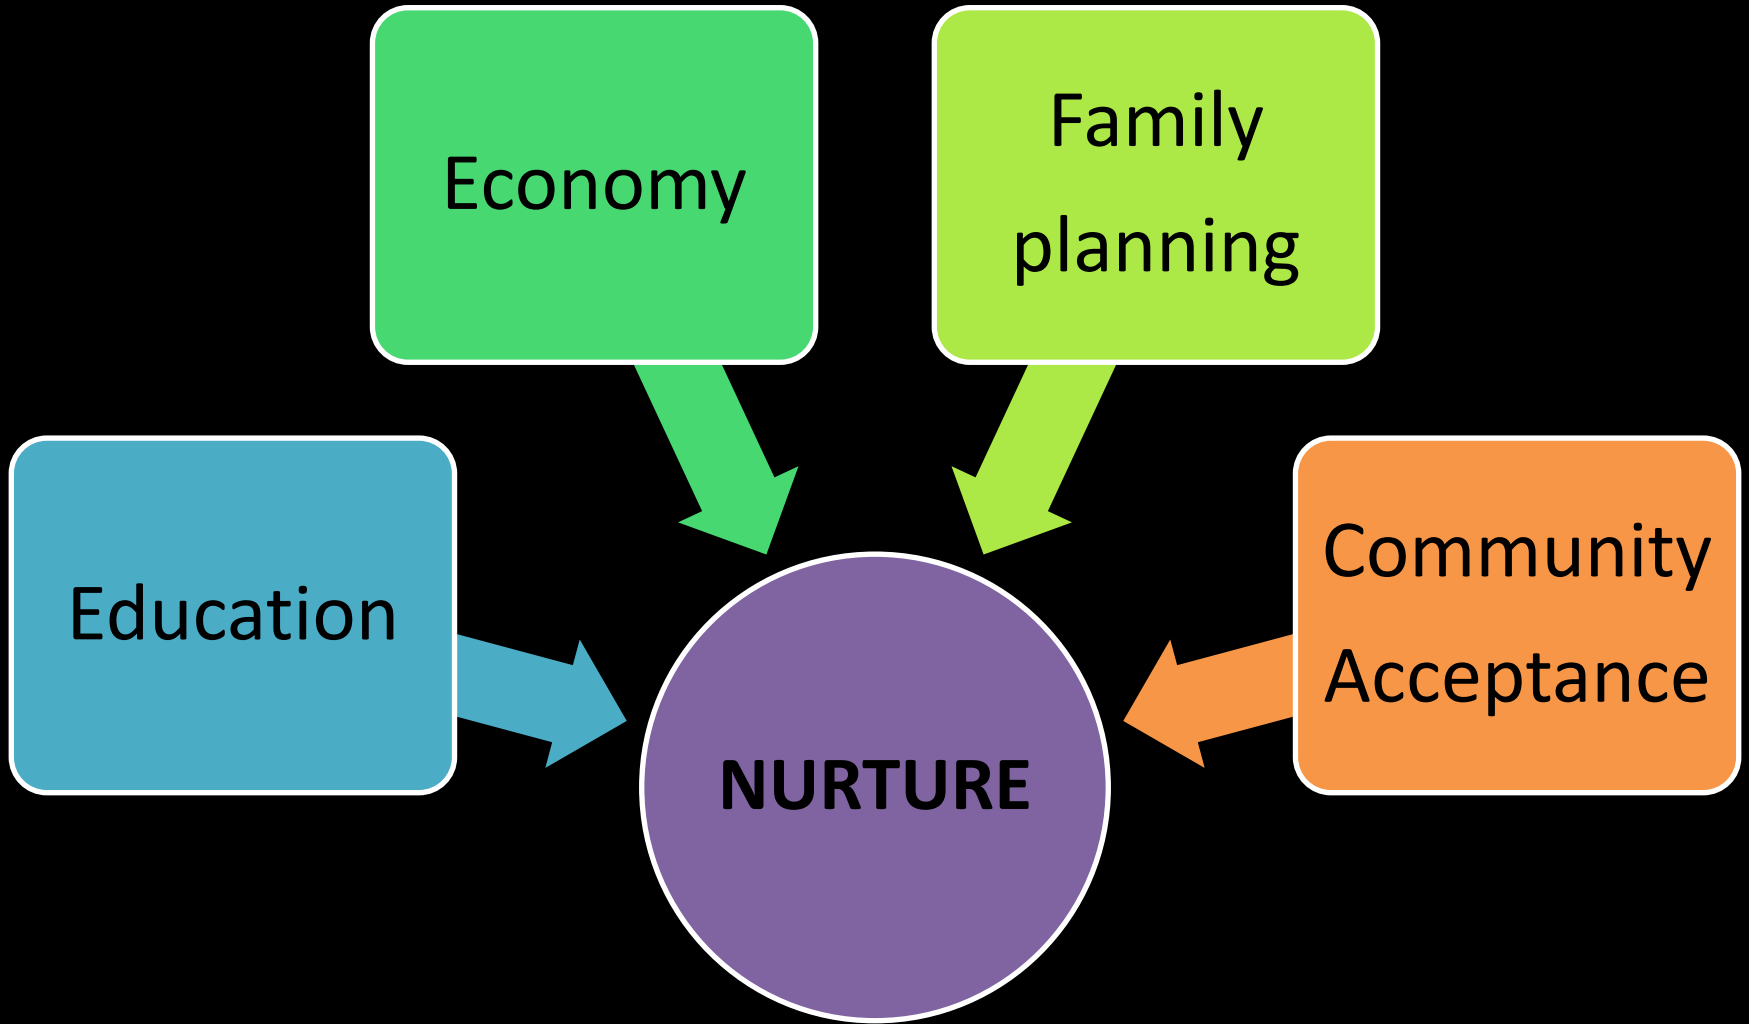 Economy
Family
planning
Education
Community
Acceptance
NURTURE